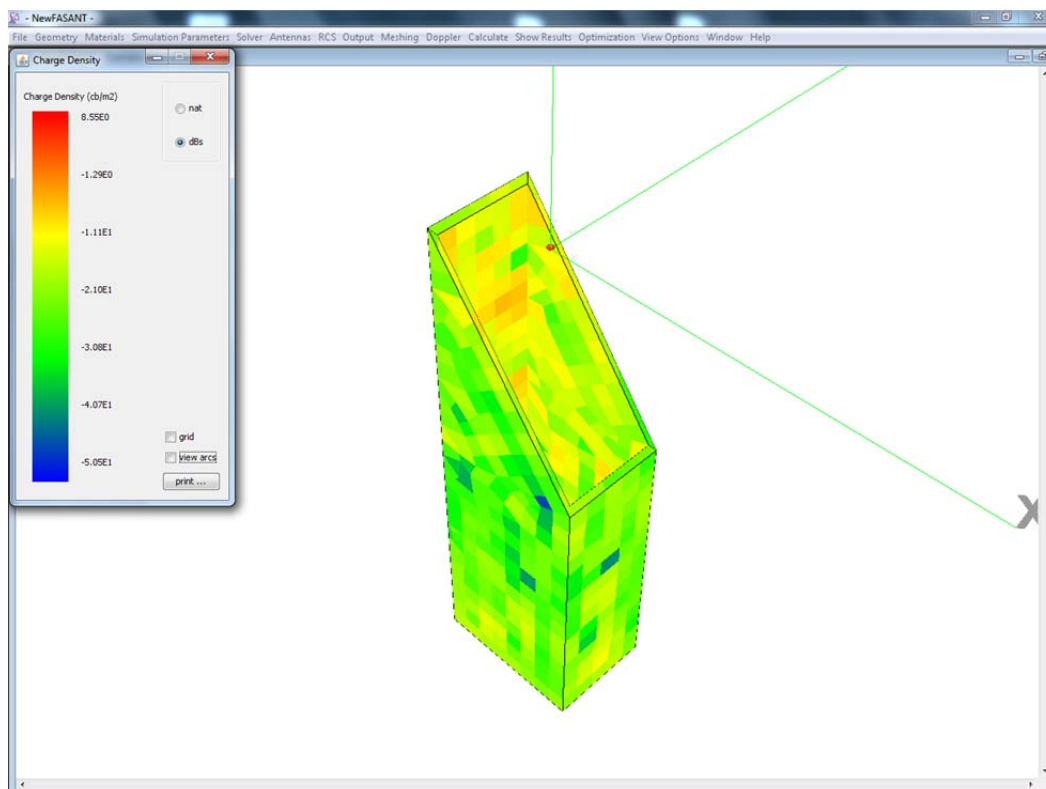 - NewFASANT -
File Geometry Materials Simulation Parameters Solver Antennas RCS Output Meshing Doppler Calculate Show Results Optimization View Options Window Help
Charge Density
Charge Density (cb/m2)
8.55E0
nat
dBs
-1.29E0
-1.11E1
-2.10E1
-3.08E1
-4.07E1
grid
view arcs
-5.05E1
print ...
X